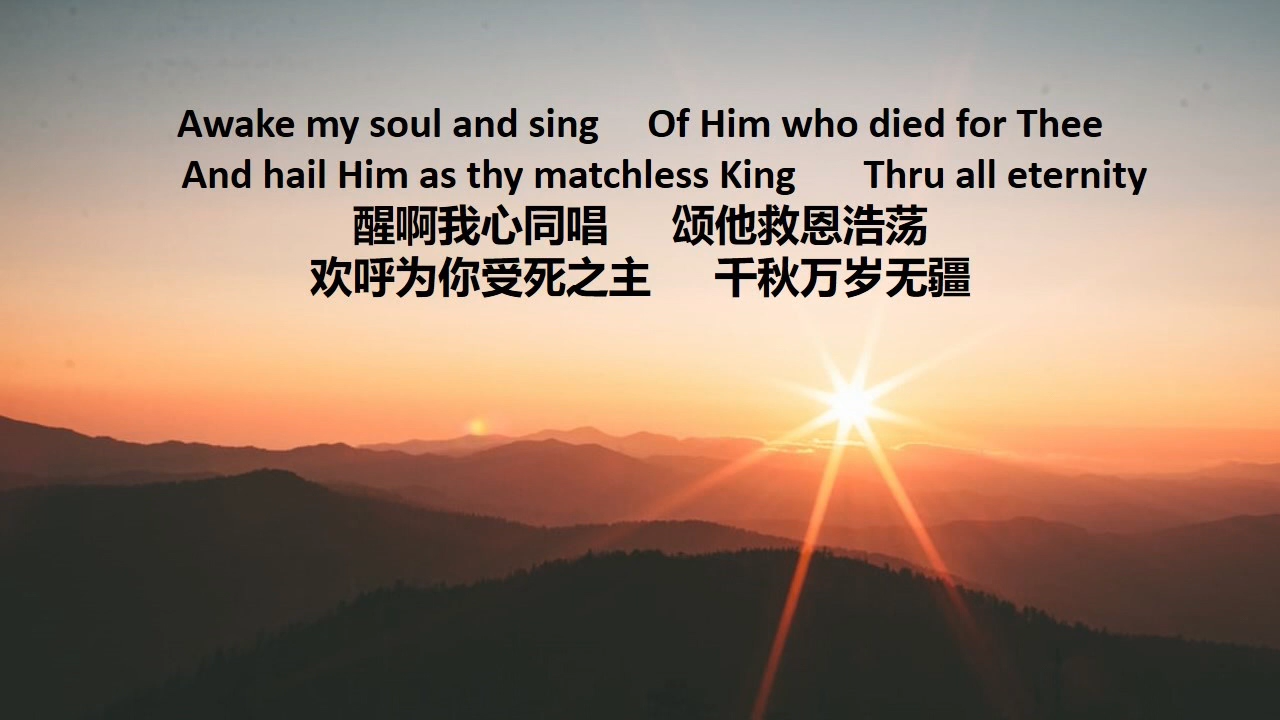 Awake my soul and sing Of Him who died for Thee
And hail Him as thy matchless King Thru all eternity
醒啊我心同唱 颂他救恩浩荡
欢呼为你受死之主 千秋万岁无疆